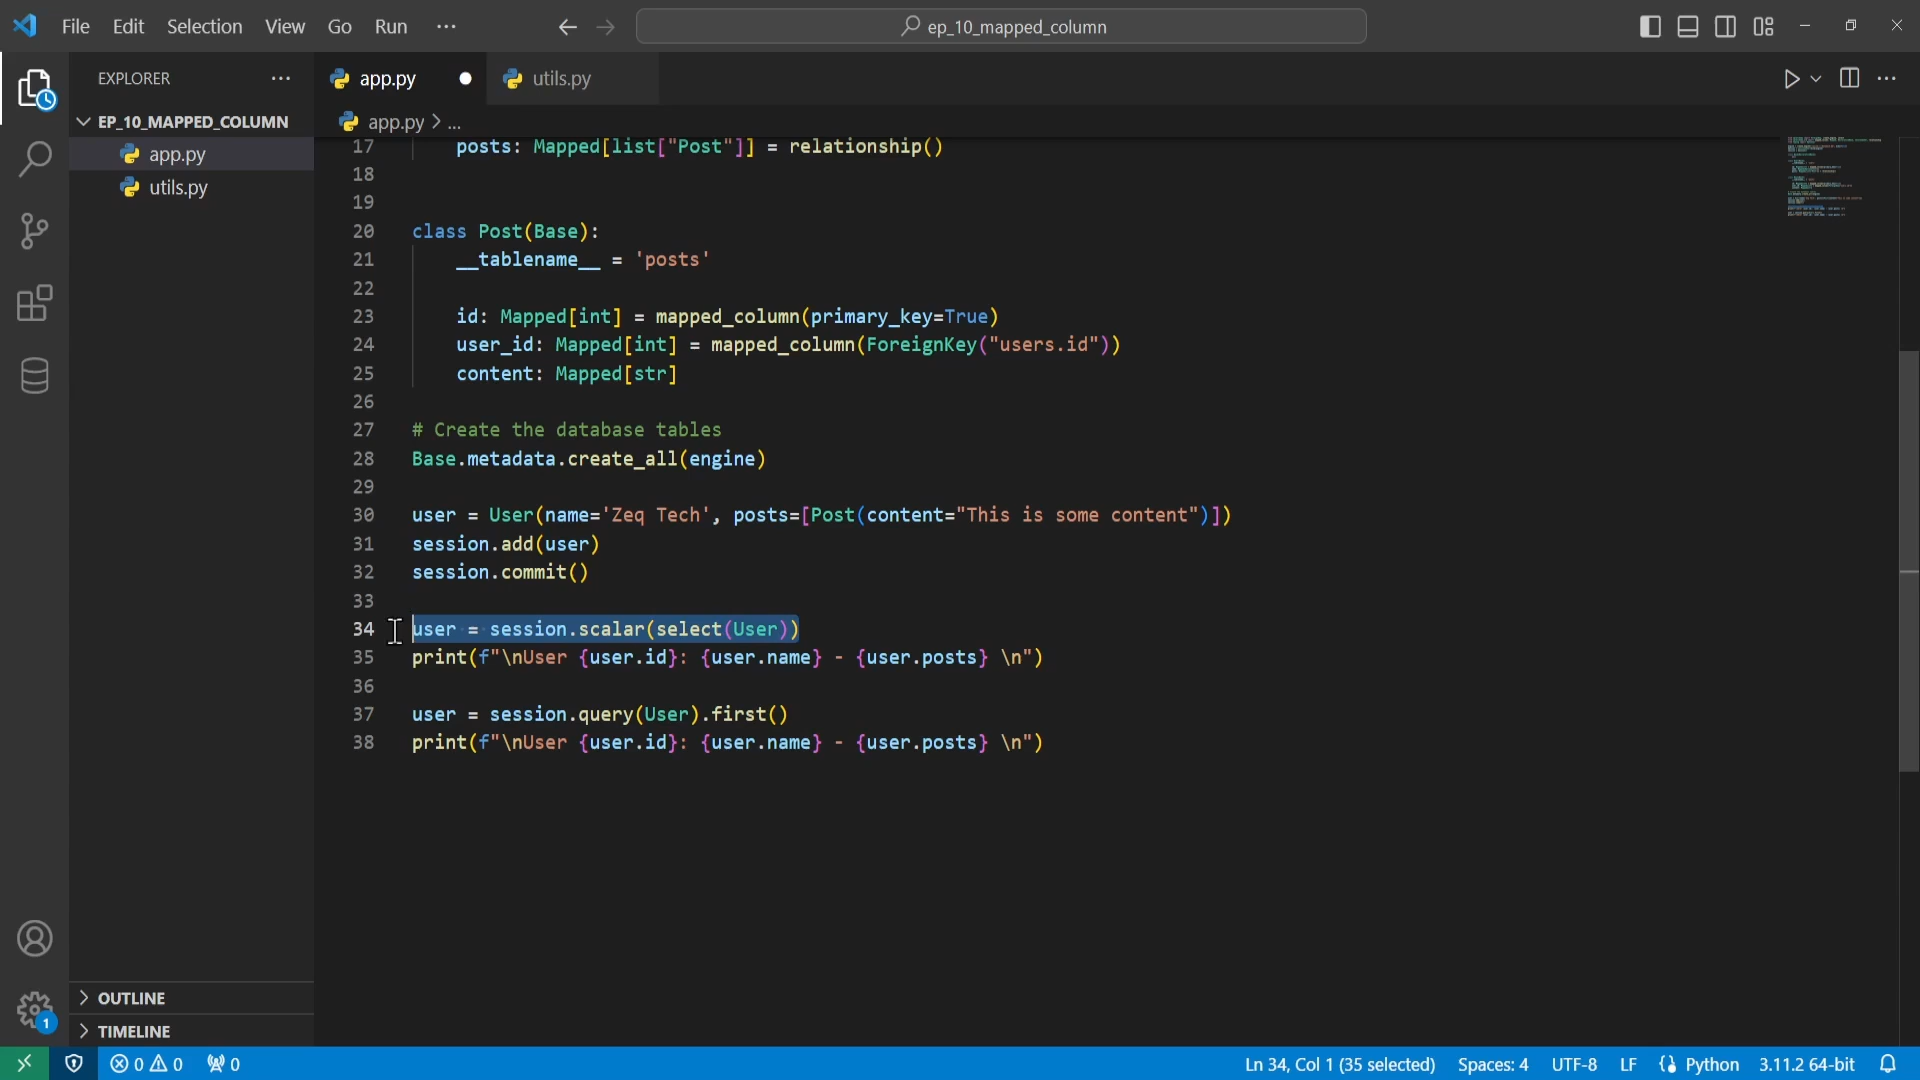 File Edit Selection View Go Run ...
ep_10_mapped_column
EXPLORER
EP_10_MAPPED_COLUMN
app.py
utils.py
app.py
utils.py
app.py > ...
17 posts: Mapped[list["Post"]] = relationship()
18
19
20 class Post(Base):
21 __tablename__ = 'posts'
22
23 id: Mapped[int] = mapped_column(primary_key=True)
24 user_id: Mapped[int] = mapped_column(ForeignKey("users.id"))
25 content: Mapped[str]
26
27 # Create the database tables
28 Base.metadata.create_all(engine)
29
30 user = User(name='Zeq Tech', posts=[Post(content="This is some content")])
31 session.add(user)
32 session.commit()
33
34 user = session.scalar(select(User))
35 print(f"\nUser {user.id}: {user.name} - {user.posts} \n")
36
37 user = session.query(User).first()
38 print(f"\nUser {user.id}: {user.name} - {user.posts} \n")
OUTLINE
TIMELINE
1
0 0 0
Ln 34, Col 1 (35 selected) Spaces: 4 UTF-8 LF Python 3.11.2 64-bit